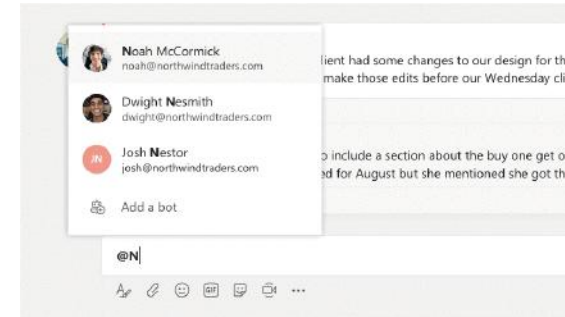 Noah McCormick
noah@northwindtraders.com
lient had some changes to our design for th
make those edits before our Wednesday cli
Dwight Nesmith
dwight@northwindtraders.com
JN
Josh Nestor
josh@northwindtraders.com
o include a section about the buy one get o
ed for August but she mentioned she got th
Add a bot
@N
GIF